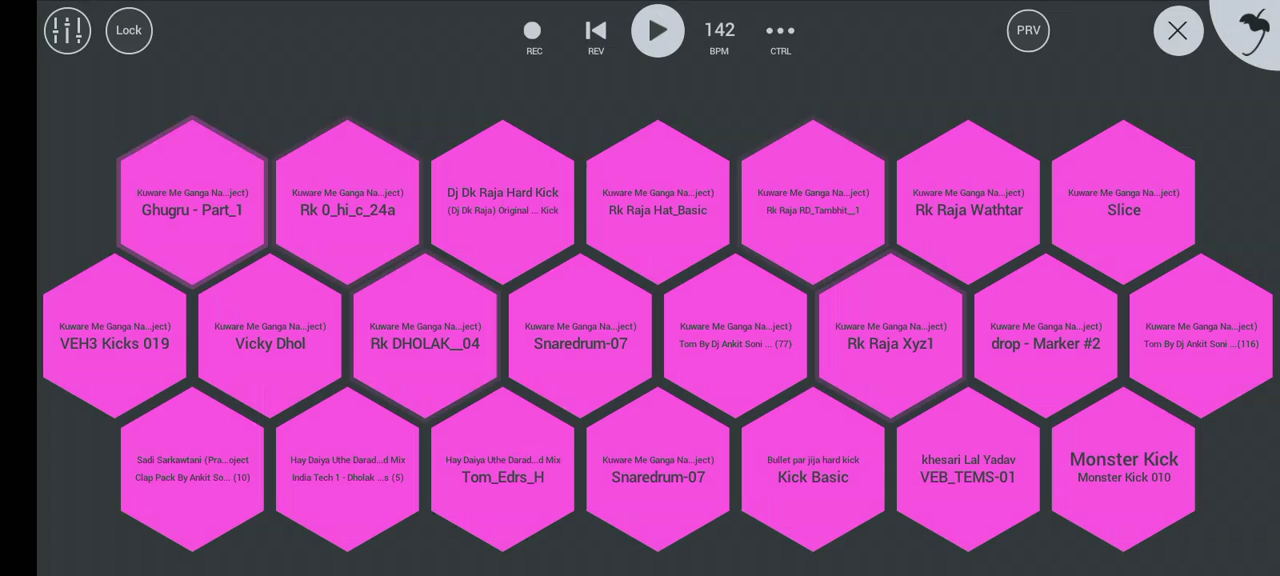 Lock
REC
REV
142
BPM
CTRL
PRV
Kuware Me Ganga Na...ject)
Ghugru - Part_1
Kuware Me Ganga Na...ject)
Rk 0_hi_c_24a
Dj Dk Raja Hard Kick
(Dj Dk Raja) Original ... Kick
Kuware Me Ganga Na...ject)
Rk Raja Hat_Basic
Kuware Me Ganga Na...ject)
Rk Raja RD_Tambhit__1
Kuware Me Ganga Na...ject)
Rk Raja Wathtar
Kuware Me Ganga Na...ject)
Slice
Kuware Me Ganga Na...ject)
VEH3 Kicks 019
Kuware Me Ganga Na...ject)
Vicky Dhol
Kuware Me Ganga Na...ject)
Rk DHOLAK__04
Kuware Me Ganga Na...ject)
Snaredrum-07
Kuware Me Ganga Na...ject)
Tom By Dj Ankit Soni ... (77)
Kuware Me Ganga Na...ject)
Rk Raja Xyz1
Kuware Me Ganga Na...ject)
drop - Marker #2
Kuware Me Ganga Na...ject)
Tom By Dj Ankit Soni ...(116)
Sadi Sarkawtani (Pra...oject
Clap Pack By Ankit So... (10)
Hay Daiya Uthe Darad...d Mix
India Tech 1 - Dholak ...s (5)
Hay Daiya Uthe Darad...d Mix
Tom_Edrs_H
Kuware Me Ganga Na...ject)
Snaredrum-07
Bullet par jija hard kick
Kick Basic
khesari Lal Yadav
VEB_TEMS-01
Monster Kick
Monster Kick 010